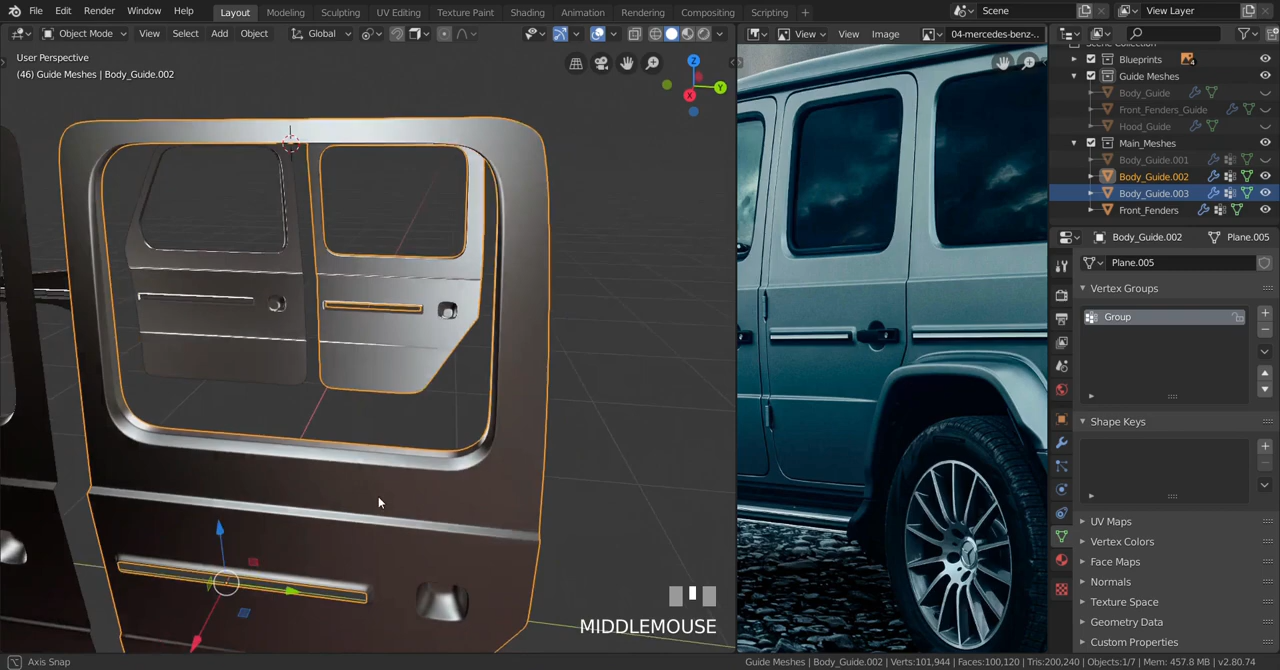 File Edit Render Window Help Layout Modeling Sculpting UV Editing Texture Paint Shading Animation Rendering Compositing Scripting + Scene View Layer
Object Mode View Select Add Object Global View View Image 04-mercedes-benz-..
User Perspective
(46) Guide Meshes | Body_Guide.002
Z
Y
X
Scene Collection
Blueprints 4
Guide Meshes
Body_Guide
Front_Fenders_Guide
Hood_Guide
Main_Meshes
Body_Guide.001
Body_Guide.002
Body_Guide.003
Front_Fenders
Body_Guide.002 Plane.005
Plane.005
Vertex Groups
Group
Shape Keys
UV Maps
Vertex Colors
Face Maps
Normals
Texture Space
Geometry Data
Custom Properties
MIDDLEMOUSE
Axis Snap
Guide Meshes | Body_Guide.002 | Verts:101,944 | Faces:100,120 | Tris:200,240 | Objects:1/7 | Mem: 457.8 MB | v2.80.74